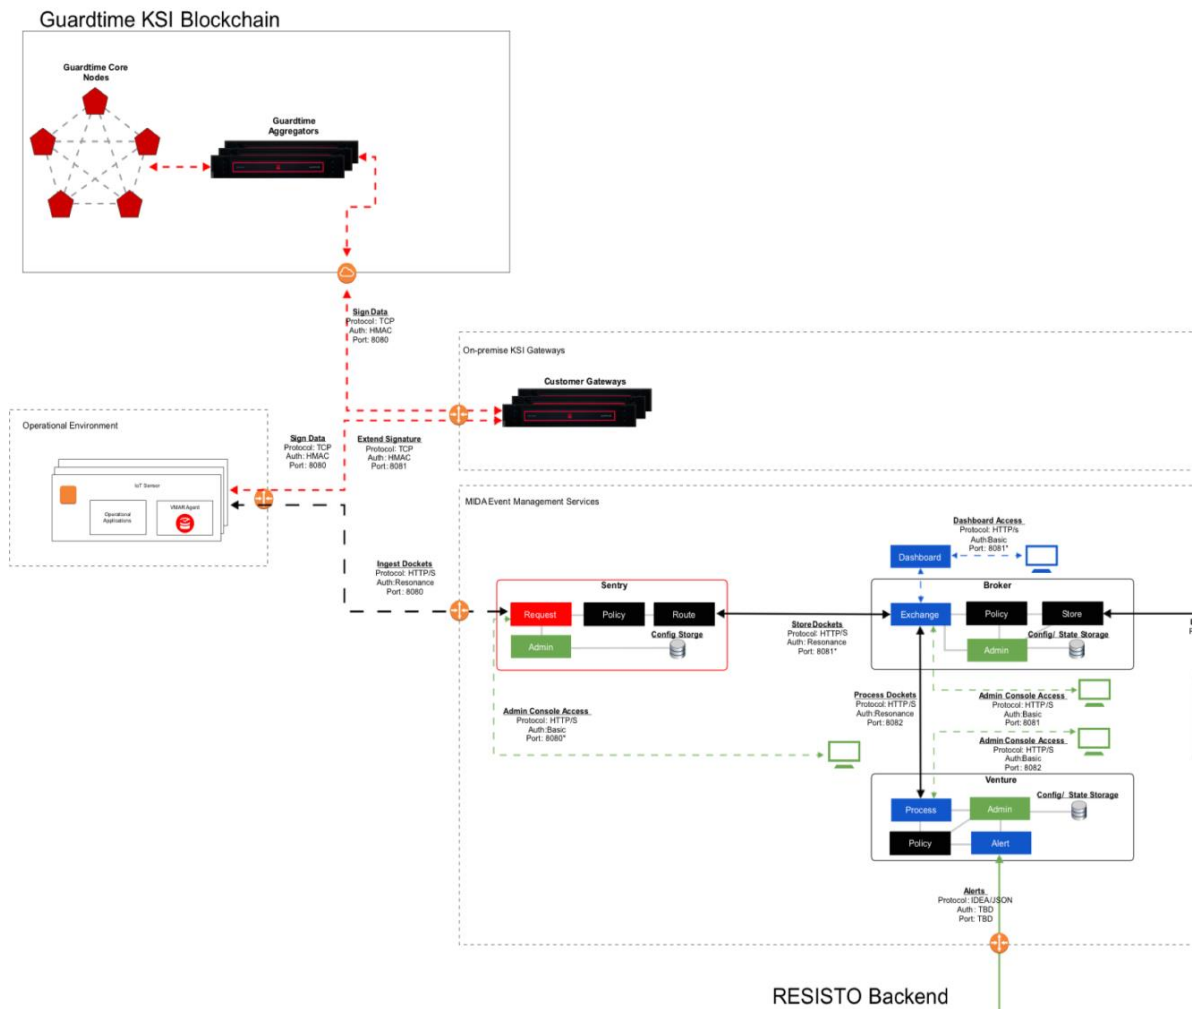 Guardtime KSI Blockchain
Guardtime Core
Nodes
Guardtime
Aggregators
Sign Data
Protocol: TCP
Auth: HMAC
Port: 8080
On-premise KSI Gateways
Customer Gateways
Operational Environment
Sign Data
Protocol: TCP
Auth: HMAC
Port: 8080
Extend Signature
Protocol: TCP
Auth: HMAC
Port: 8081
IoT Sensor
Operational
Applications
VMAR Agent
MIDA Event Management Services
Ingest Dockets
Protocol: HTTP/S
Auth:Resonance
Port: 8080
Sentry
Request
Policy
Route
Admin
Config Storge
Admin Console Access
Protocol: HTTP/S
Auth:Basic
Port: 8080*
Store Dockets
Protocol: HTTP/S
Auth: Resonance
Port: 8081*
Dashboard Access
Protocol: HTTP/s
Auth:Basic
Port: 8081*
Dashboard
Broker
Exchange
Policy
Store
Config/ State Storage
Admin
Process Dockets
Protocol: HTTP/S
Auth:Resonance
Port: 8082
Admin Console Access
Protocol: HTTP/S
Auth:Basic
Port: 8081
Admin Console Access
Protocol: HTTP/S
Auth:Basic
Port: 8082
Venture
Process
Admin
Config/ State Storage
Policy
Alert
Alerts
Protocol: IDEA/JSON
Auth: TBD
Port: TBD
RESISTO Backend